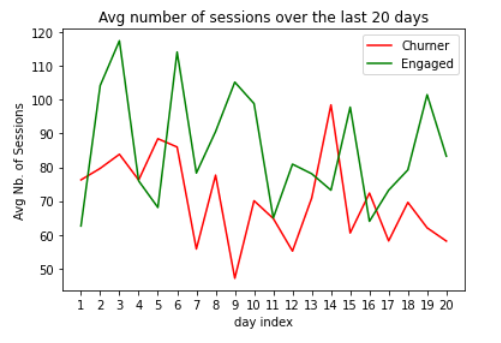 Avg number of sessions over the last 20 days
Churner
Engaged
Avg Nb. of Sessions
120
110
100
90
80
70
60
50
1 2 3 4 5 6 7 8 9 10 11 12 13 14 15 16 17 18 19 20
day index